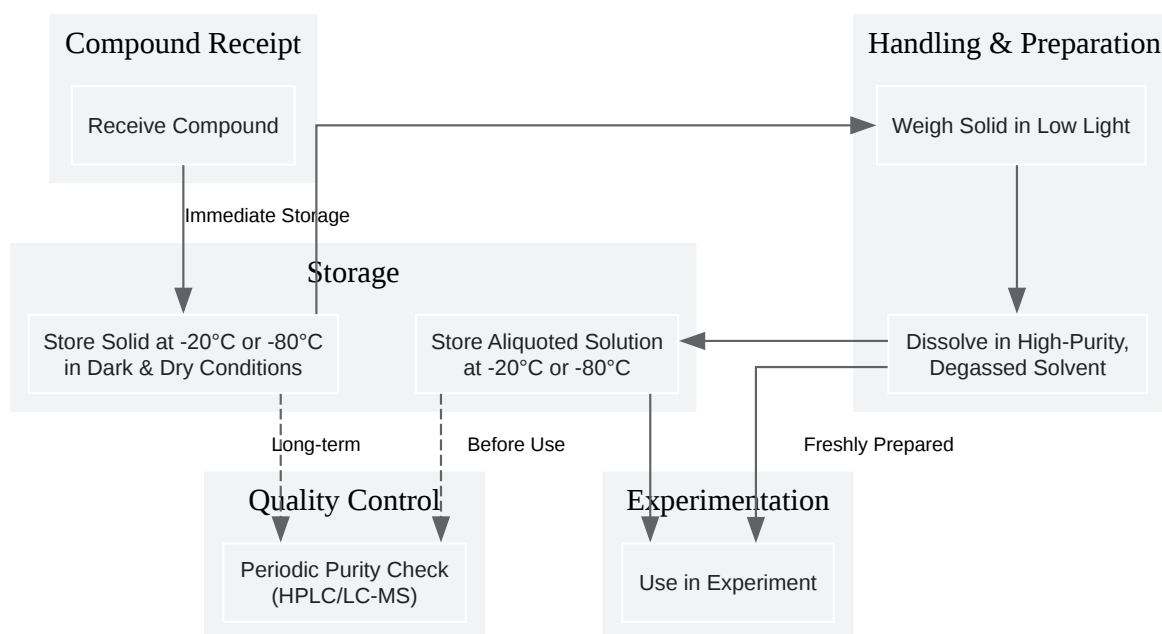 Compound Receipt
Handling & Preparation
Receive Compound
Weigh Solid in Low Light
Immediate Storage
Storage
Store Solid at -20°C or -80°C
in Dark & Dry Conditions
Store Aliquoted Solution
at -20°C or -80°C
Dissolve in High-Purity,
Degassed Solvent
Long-term
Before Use
Freshly Prepared
Quality Control
Experimentation
Periodic Purity Check
(HPLC/LC-MS)
Use in Experiment